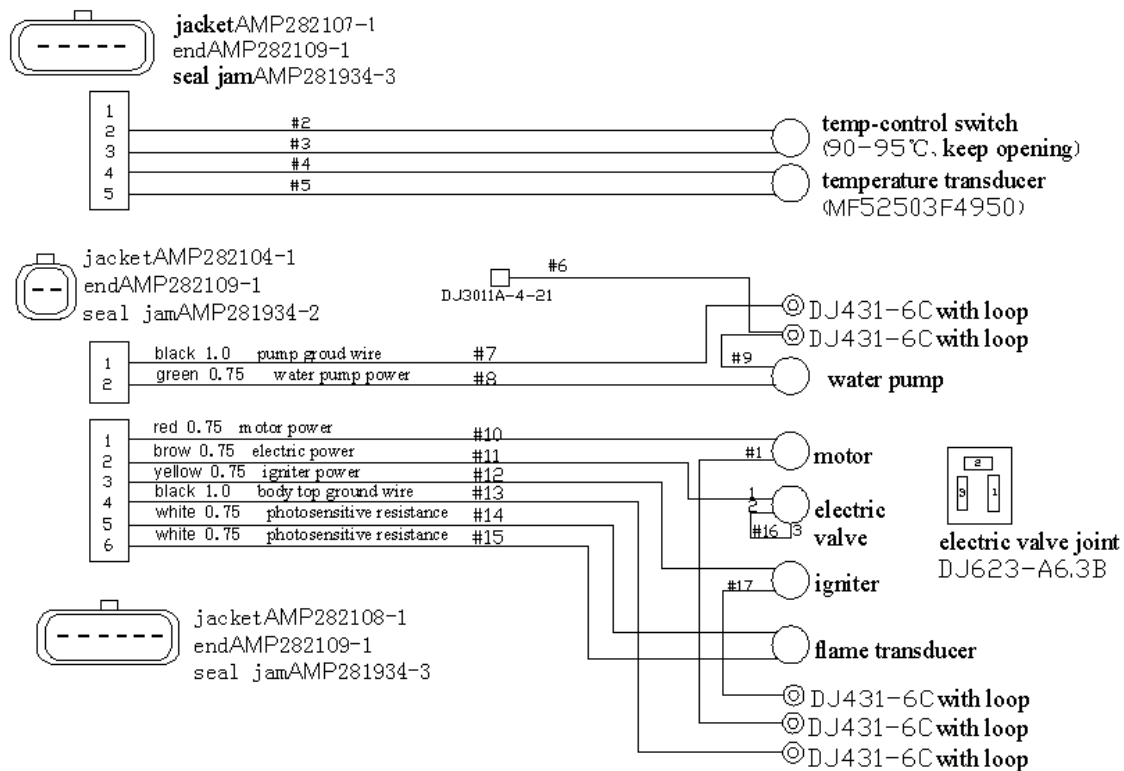 jacketAMP282107-1
endAMP282109-1
seal jamAMP281934-3
1
2
3
4
5
#2
#3
#4
#5
temp-control switch
(90-95℃、keep opening)
temperature transducer
(MF52503F4950)
jacketAMP282104-1
endAMP282109-1
seal jamAMP281934-2
#6
DJ3011A-4-21
DJ431-6C with loop
DJ431-6C with loop
1
2
black 1.0 pump groud wire #7
green 0.75 water pump power #8
#9
water pump
1
2
3
4
5
6
red 0.75 motor power #10
brow 0.75 electric power #11
yellow 0.75 igniter power #12
black 1.0 body top ground wire #13
white 0.75 photosensitive resistance #14
white 0.75 photosensitive resistance #15
#1
motor
1
2
#16 3
electric
valve
#17
igniter
flame transducer
2
3 1
electric valve joint
DJ623-A6.3B
jacketAMP282108-1
endAMP282109-1
seal jamAMP281934-3
DJ431-6C with loop
DJ431-6C with loop
DJ431-6C with loop